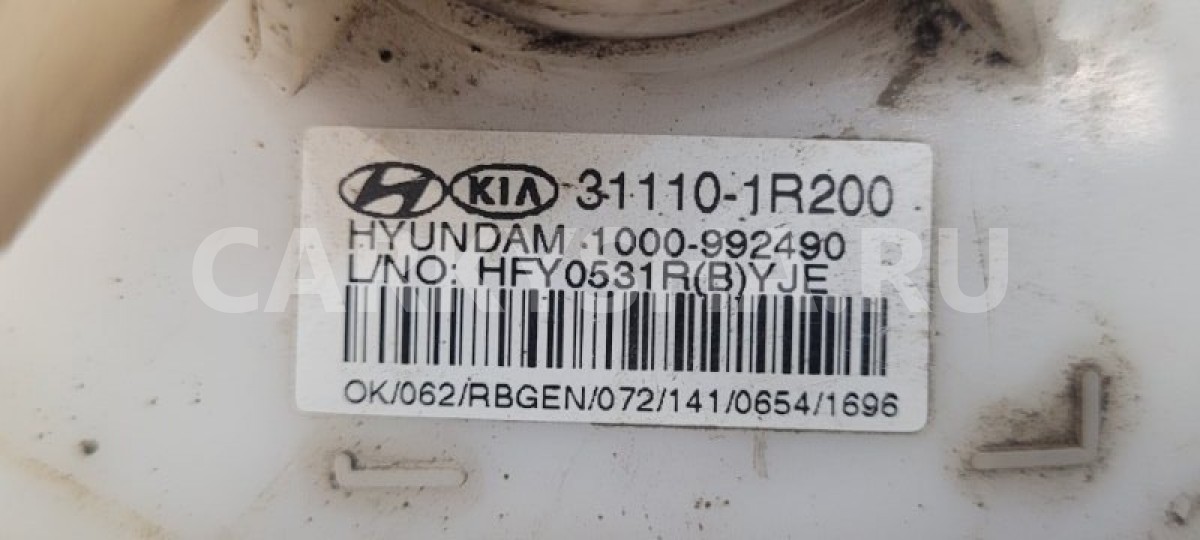 KIA 31110-1R200
HYUNDAM 1000-992490
L/NO: HFY0531R(B)YJE
OK/062/RBGEN/072/141/0654/1696